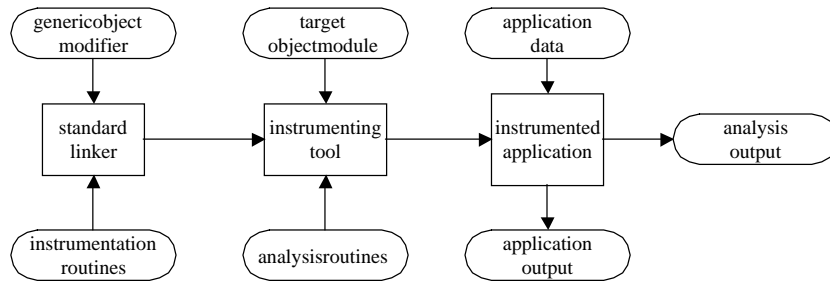 genericobject
modifier
target
objectmodule
application
data
standard
linker
instrumenting
tool
instrumented
application
analysis
output
instrumentation
routines
analysisroutines
application
output